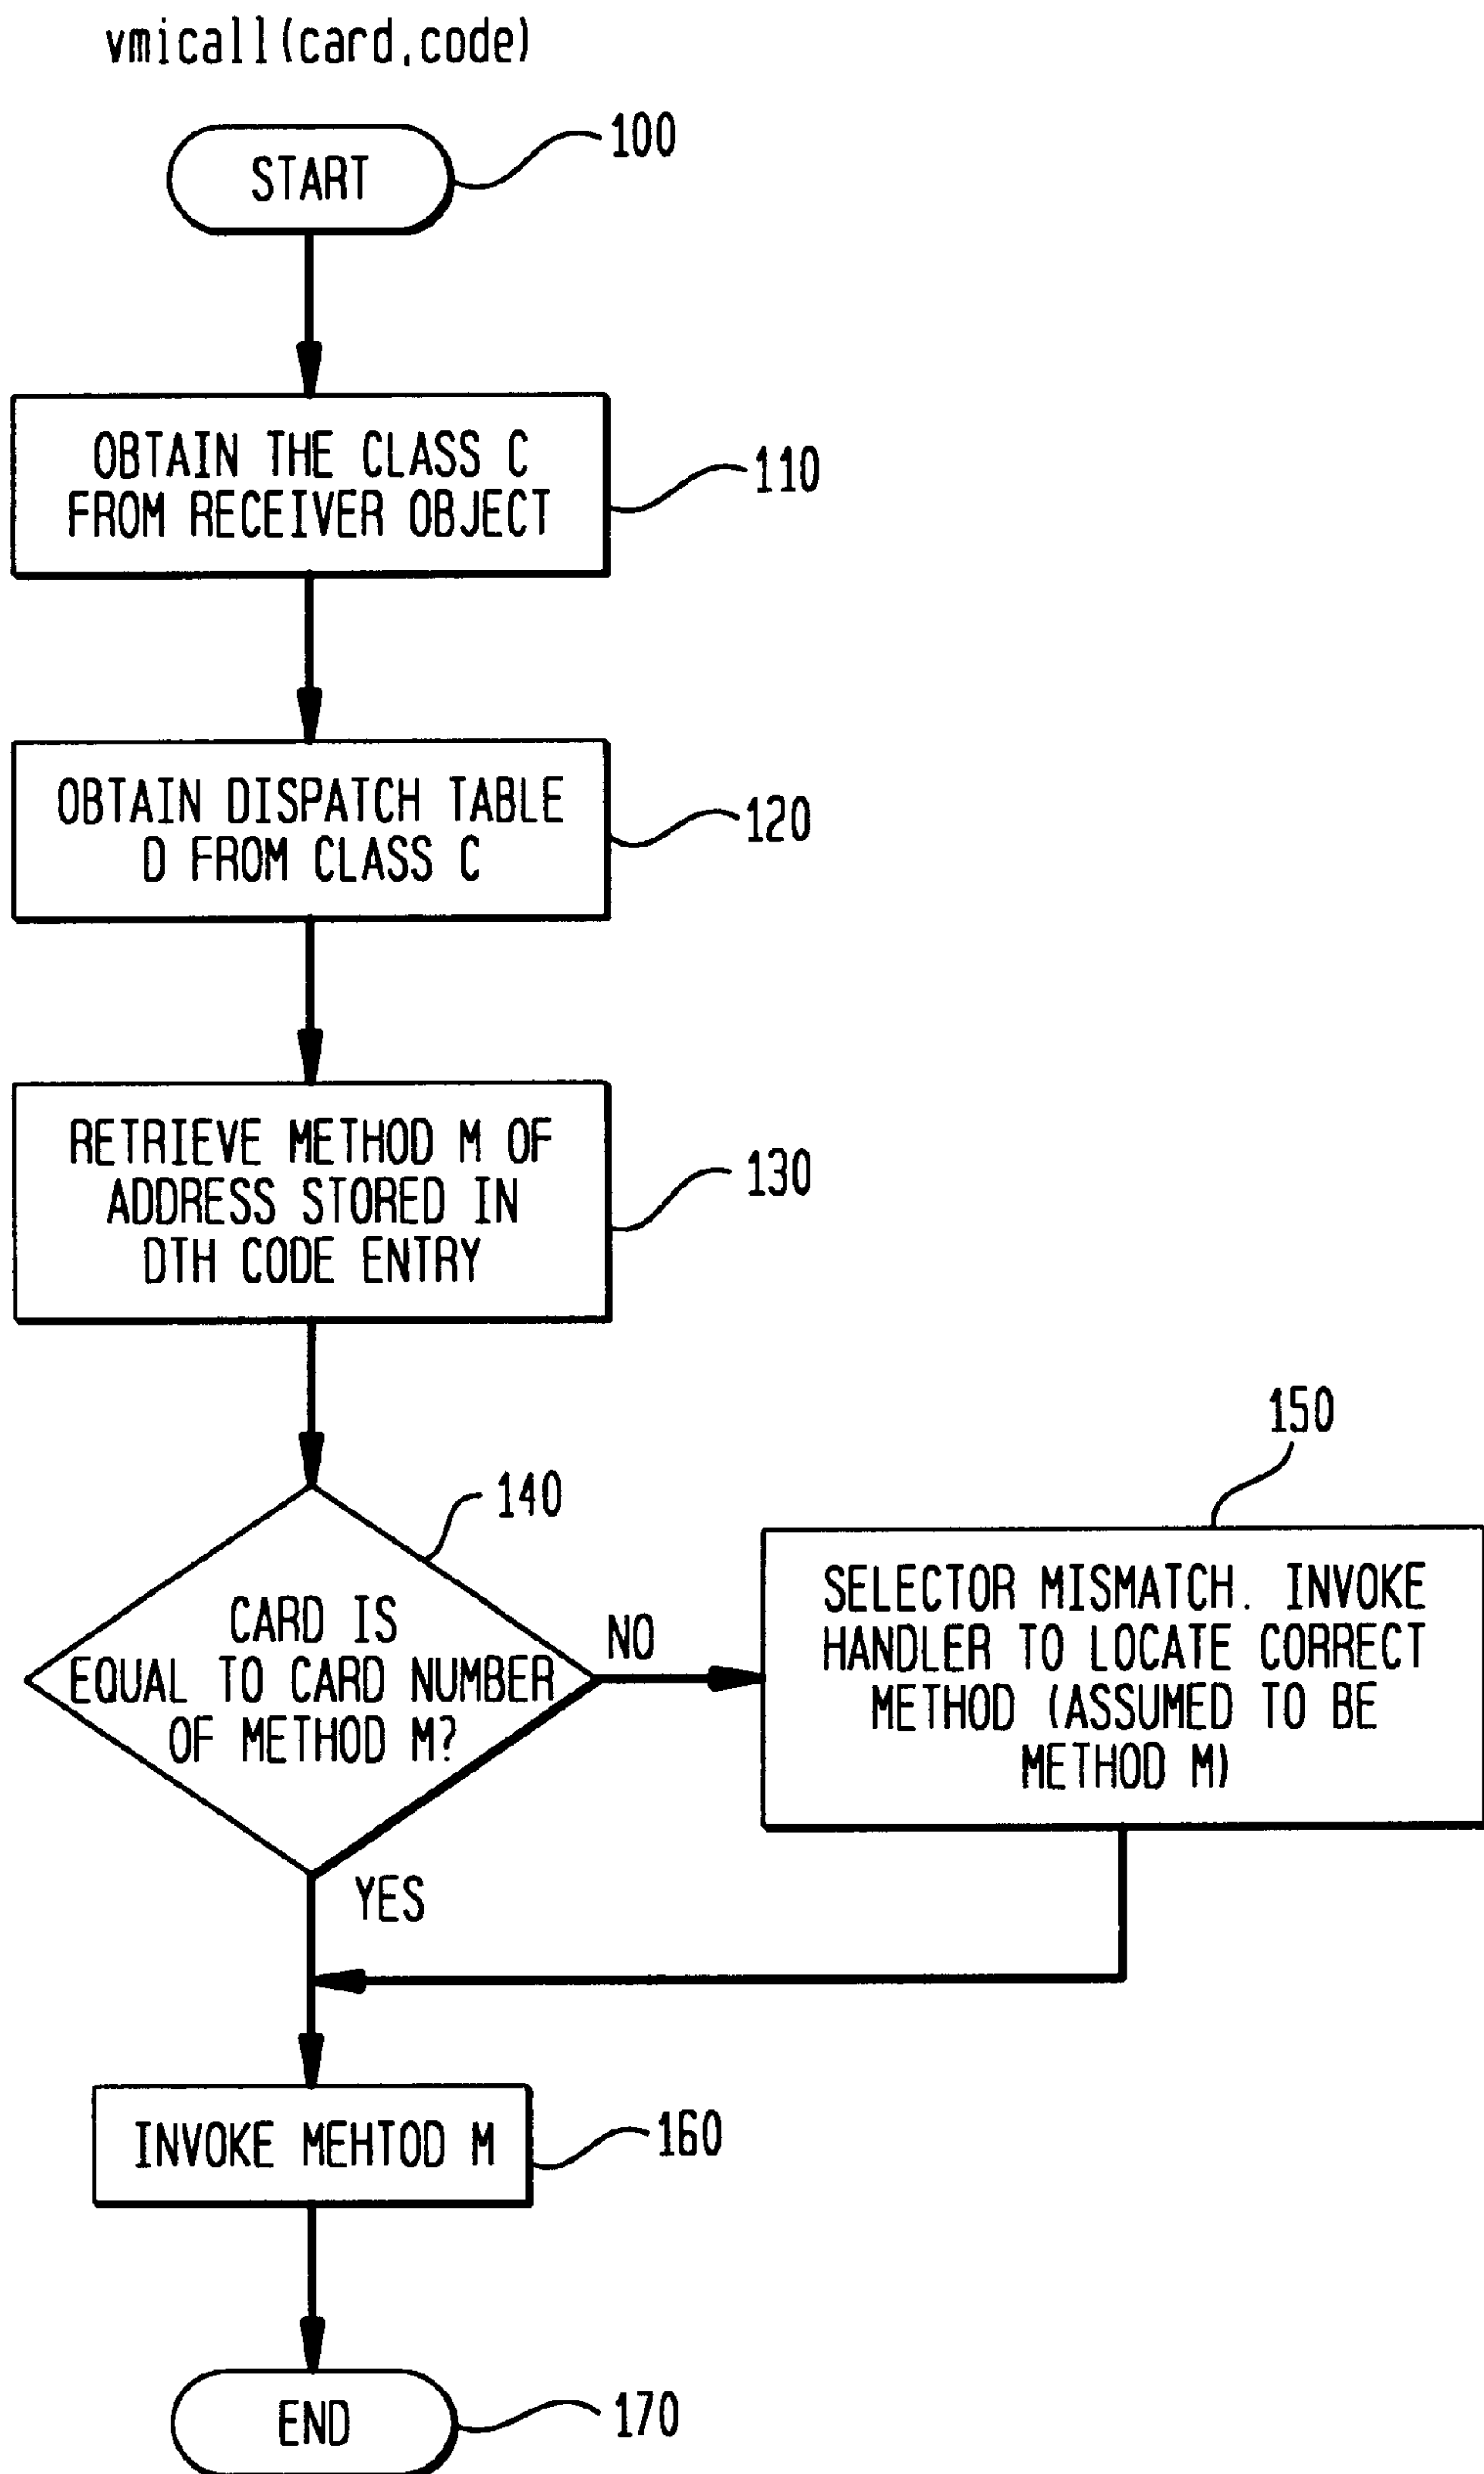 vmicall(card,code)
START
100
OBTAIN THE CLASS C
FROM RECEIVER OBJECT
110
OBTAIN DISPATCH TABLE
D FROM CLASS C
120
RETRIEVE METHOD M OF
ADDRESS STORED IN
DTH CODE ENTRY
130
140
CARD IS
EQUAL TO CARD NUMBER
OF METHOD M?
NO
YES
150
SELECTOR MISMATCH. INVOKE
HANDLER TO LOCATE CORRECT
METHOD (ASSUMED TO BE
METHOD M)
INVOKE MEHTOD M
160
END
170